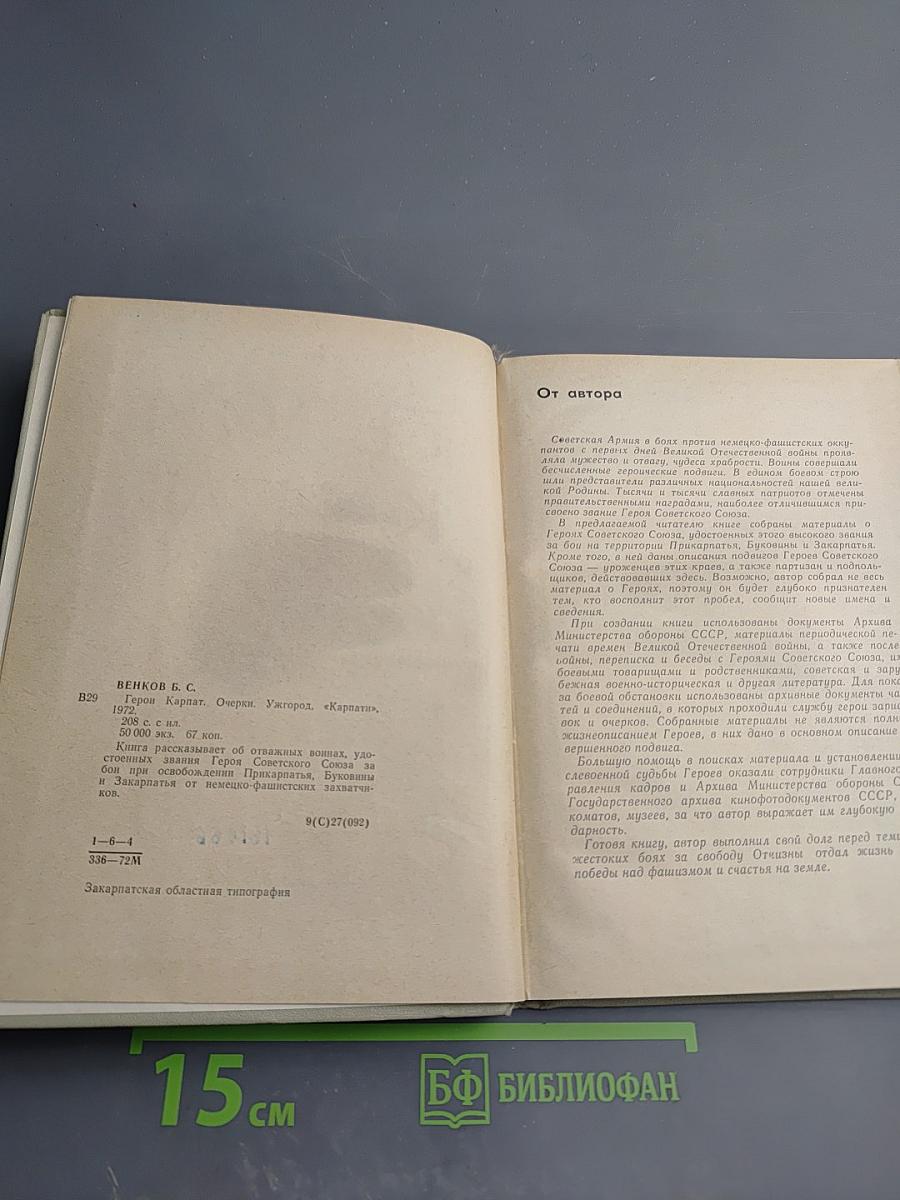 ВЕНКОВ Б. С.
В29
Герои Карпат. Очерки. Ужгород, «Карпати»,
1972.
208 с. с ил.
50 000 экз. 67 коп.
Книга рассказывает об отважных воинах, удо-
стоенных звания Героя Советского Союза за
бои при освобождении Прикарпатья, Буковины
и Закарпатья от немецко-фашистских захватчи-
ков.
9(С)27(092)
1—6—4
336—72М
Закарпатская областная типография
От автора
Советская Армия в боях против немецко-фашистских окку-
пантов с первых дней Великой Отечественной войны прояв-
ляла мужество и отвагу, чудеса храбрости. Воины совершали
бесчисленные героические подвиги. В едином боевом строю
шли представители различных национальностей нашей вели-
кой Родины. Тысячи и тысячи славных патриотов отмечены
правительственными наградами, наиболее отличившимся при-
своено звание Героя Советского Союза.
В предлагаемой читателю книге собраны материалы о
Героях Советского Союза, удостоенных этого высокого звания
за бои на территории Прикарпатья, Буковины и Закарпатья.
Кроме того, в ней даны описания подвигов Героев Советского
Союза — уроженцев этих краев, а также партизан и подполь-
щиков, действовавших здесь. Возможно, автор собрал не весь
материал о Героях, поэтому он будет глубоко признателен
тем, кто восполнит этот пробел, сообщит новые имена и
сведения.
При создании книги использованы документы Архива
Министерства обороны СССР, материалы периодической пе-
чати времен Великой Отечественной войны, а также после
войны, переписка и беседы с Героями Советского Союза, их
боевыми товарищами и родственниками, советская и зару
бежная военно-историческая и другая литература. Для пока
за боевой обстановки использованы архивные документы ча
тей и соединений, в которых проходили службу герои зари
вок и очерков. Собранные материалы не являются полн
жизнеописанием Героев, в них дано в основном описание
вершенного подвига.
Большую помощь в поисках материала и установлени
слевоенной судьбы Героев оказали сотрудники Главного
равления кадров и Архива Министерства обороны С
Государственного архива кинофотодокументов СССР,
коматов, музеев, за что автор выражает им глубокую
дарность.
Готовя книгу, автор выполнил свой долг перед теми
жестоких боях за свободу Отчизны отдал жизнь
победы над фашизмом и счастья на земле.
15 см
БФ БИБЛИОФАН